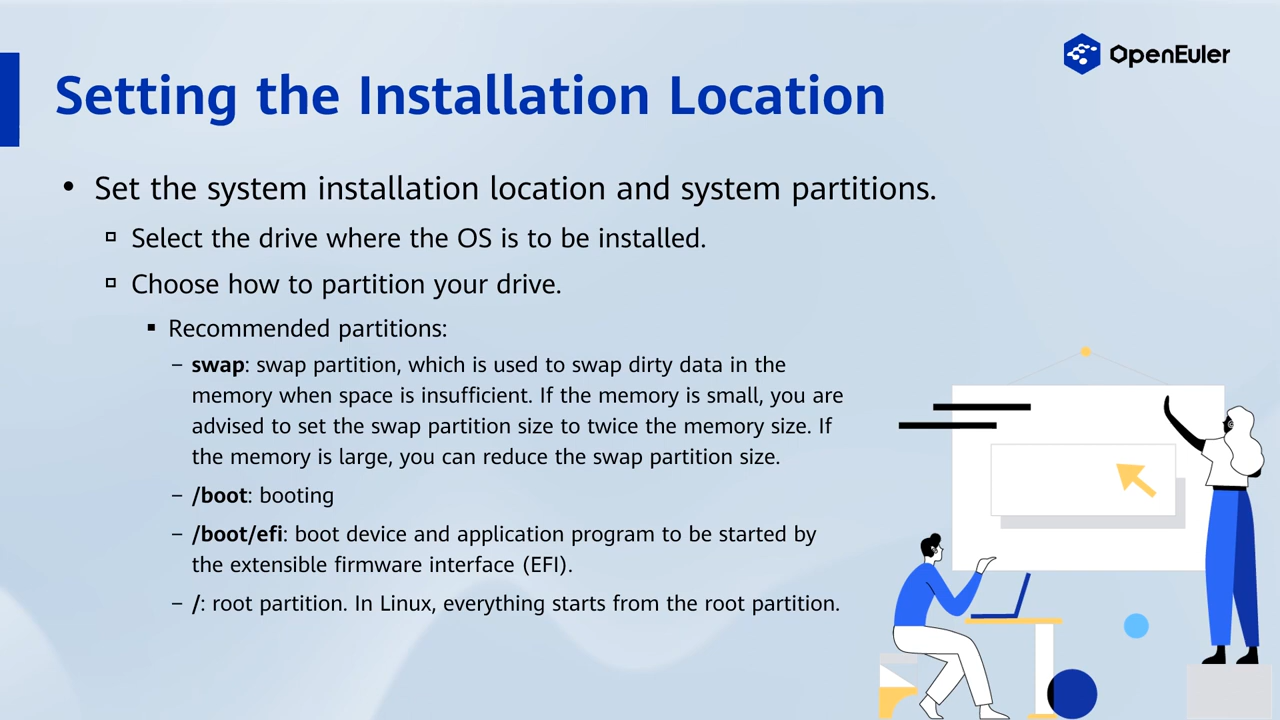 OpenEuler
Setting the Installation Location
• Set the system installation location and system partitions.
▫ Select the drive where the OS is to be installed.
▫ Choose how to partition your drive.
▪ Recommended partitions:
– swap: swap partition, which is used to swap dirty data in the
memory when space is insufficient. If the memory is small, you are
advised to set the swap partition size to twice the memory size. If
the memory is large, you can reduce the swap partition size.
– /boot: booting
– /boot/efi: boot device and application program to be started by
the extensible firmware interface (EFI).
– /: root partition. In Linux, everything starts from the root partition.